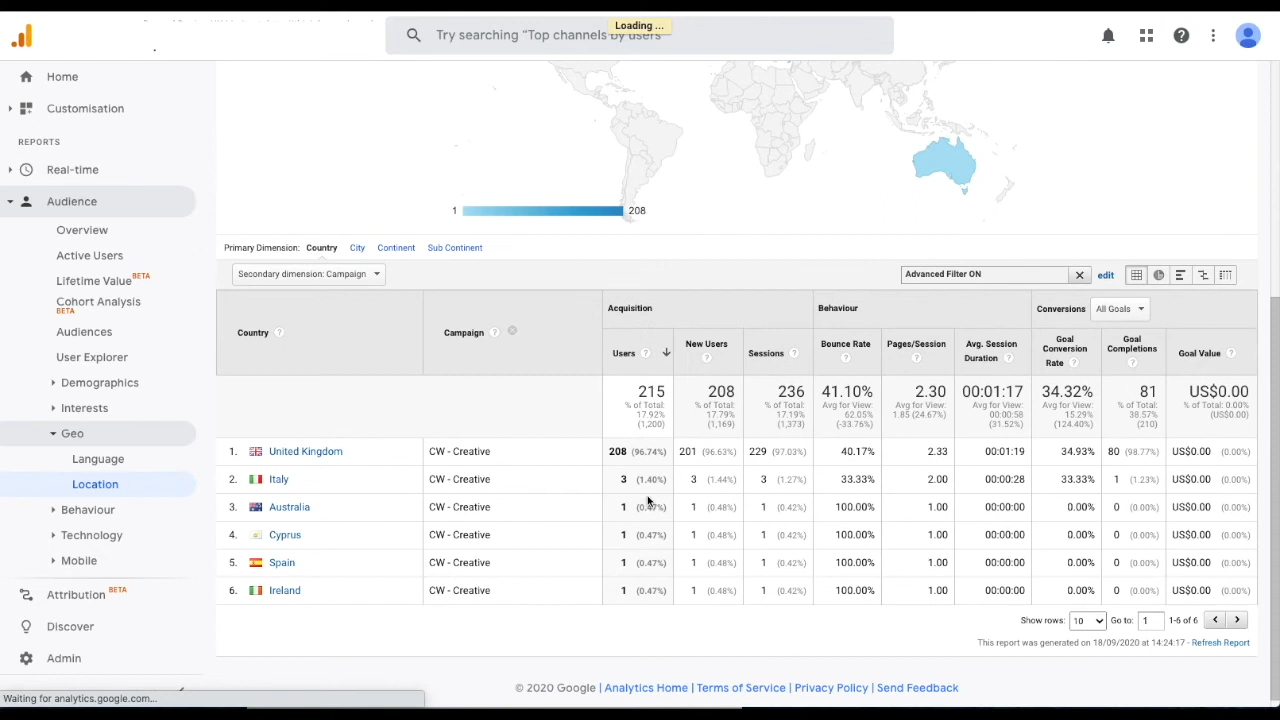 Loading ...
Try searching “Top channels by users”
Home
Customisation
REPORTS
Real-time
Audience
Overview
Active Users
Lifetime Value BETA
Cohort Analysis
BETA
Audiences
User Explorer
Demographics
Interests
Geo
Language
Location
Behaviour
Technology
Mobile
Attribution BETA
Discover
Admin
Waiting for analytics.google.com...
1 208
Primary Dimension: Country City Continent Sub Continent
Secondary dimension: Campaign
Advanced Filter ON edit
Acquisition Behaviour Conversions All Goals
Country Campaign Users New Users Sessions Bounce Rate Pages/Session Avg. Session Duration Goal Conversion Rate Goal Completions Goal Value
215 208 236 41.10% 2.30 00:01:17 34.32% 81 US$0.00
% of Total: 17.92% (1,200) % of Total: 17.79% (1,169) % of Total: 17.19% (1,373) Avg for View: 62.05% (-33.76%) Avg for View: 1.85 (24.67%) Avg for View: 00:00:58 (31.52%) Avg for View: 15.29% (124.40%) % of Total: 38.57% (210) % of Total: 0.00% (US$0.00)
1. United Kingdom CW - Creative 208 (96.74%) 201 (96.63%) 229 (97.03%) 40.17% 2.33 00:01:19 34.93% 80 (98.77%) US$0.00 (0.00%)
2. Italy CW - Creative 3 (1.40%) 3 (1.44%) 3 (1.27%) 33.33% 2.00 00:00:28 33.33% 1 (1.23%) US$0.00 (0.00%)
3. Australia CW - Creative 1 (0.47%) 1 (0.48%) 1 (0.42%) 100.00% 1.00 00:00:00 0.00% 0 (0.00%) US$0.00 (0.00%)
4. Cyprus CW - Creative 1 (0.47%) 1 (0.48%) 1 (0.42%) 100.00% 1.00 00:00:00 0.00% 0 (0.00%) US$0.00 (0.00%)
5. Spain CW - Creative 1 (0.47%) 1 (0.48%) 1 (0.42%) 100.00% 1.00 00:00:00 0.00% 0 (0.00%) US$0.00 (0.00%)
6. Ireland CW - Creative 1 (0.47%) 1 (0.48%) 1 (0.42%) 100.00% 1.00 00:00:00 0.00% 0 (0.00%) US$0.00 (0.00%)
Show rows: 10 Go to: 1 1-6 of 6
This report was generated on 18/09/2020 at 14:24:17 - Refresh Report
© 2020 Google | Analytics Home | Terms of Service | Privacy Policy | Send Feedback